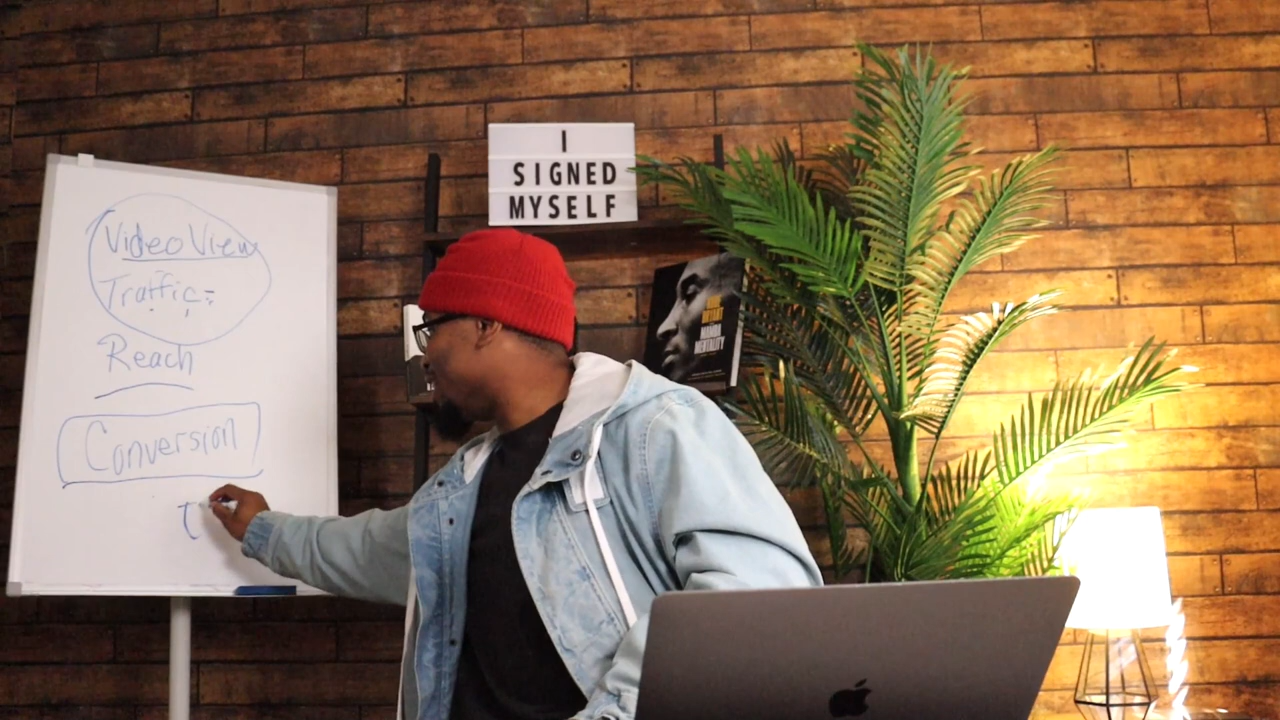 Video View
Traffic
Reach
Conversion
I
SIGNED
MYSELF
MAMBA
MENTALITY